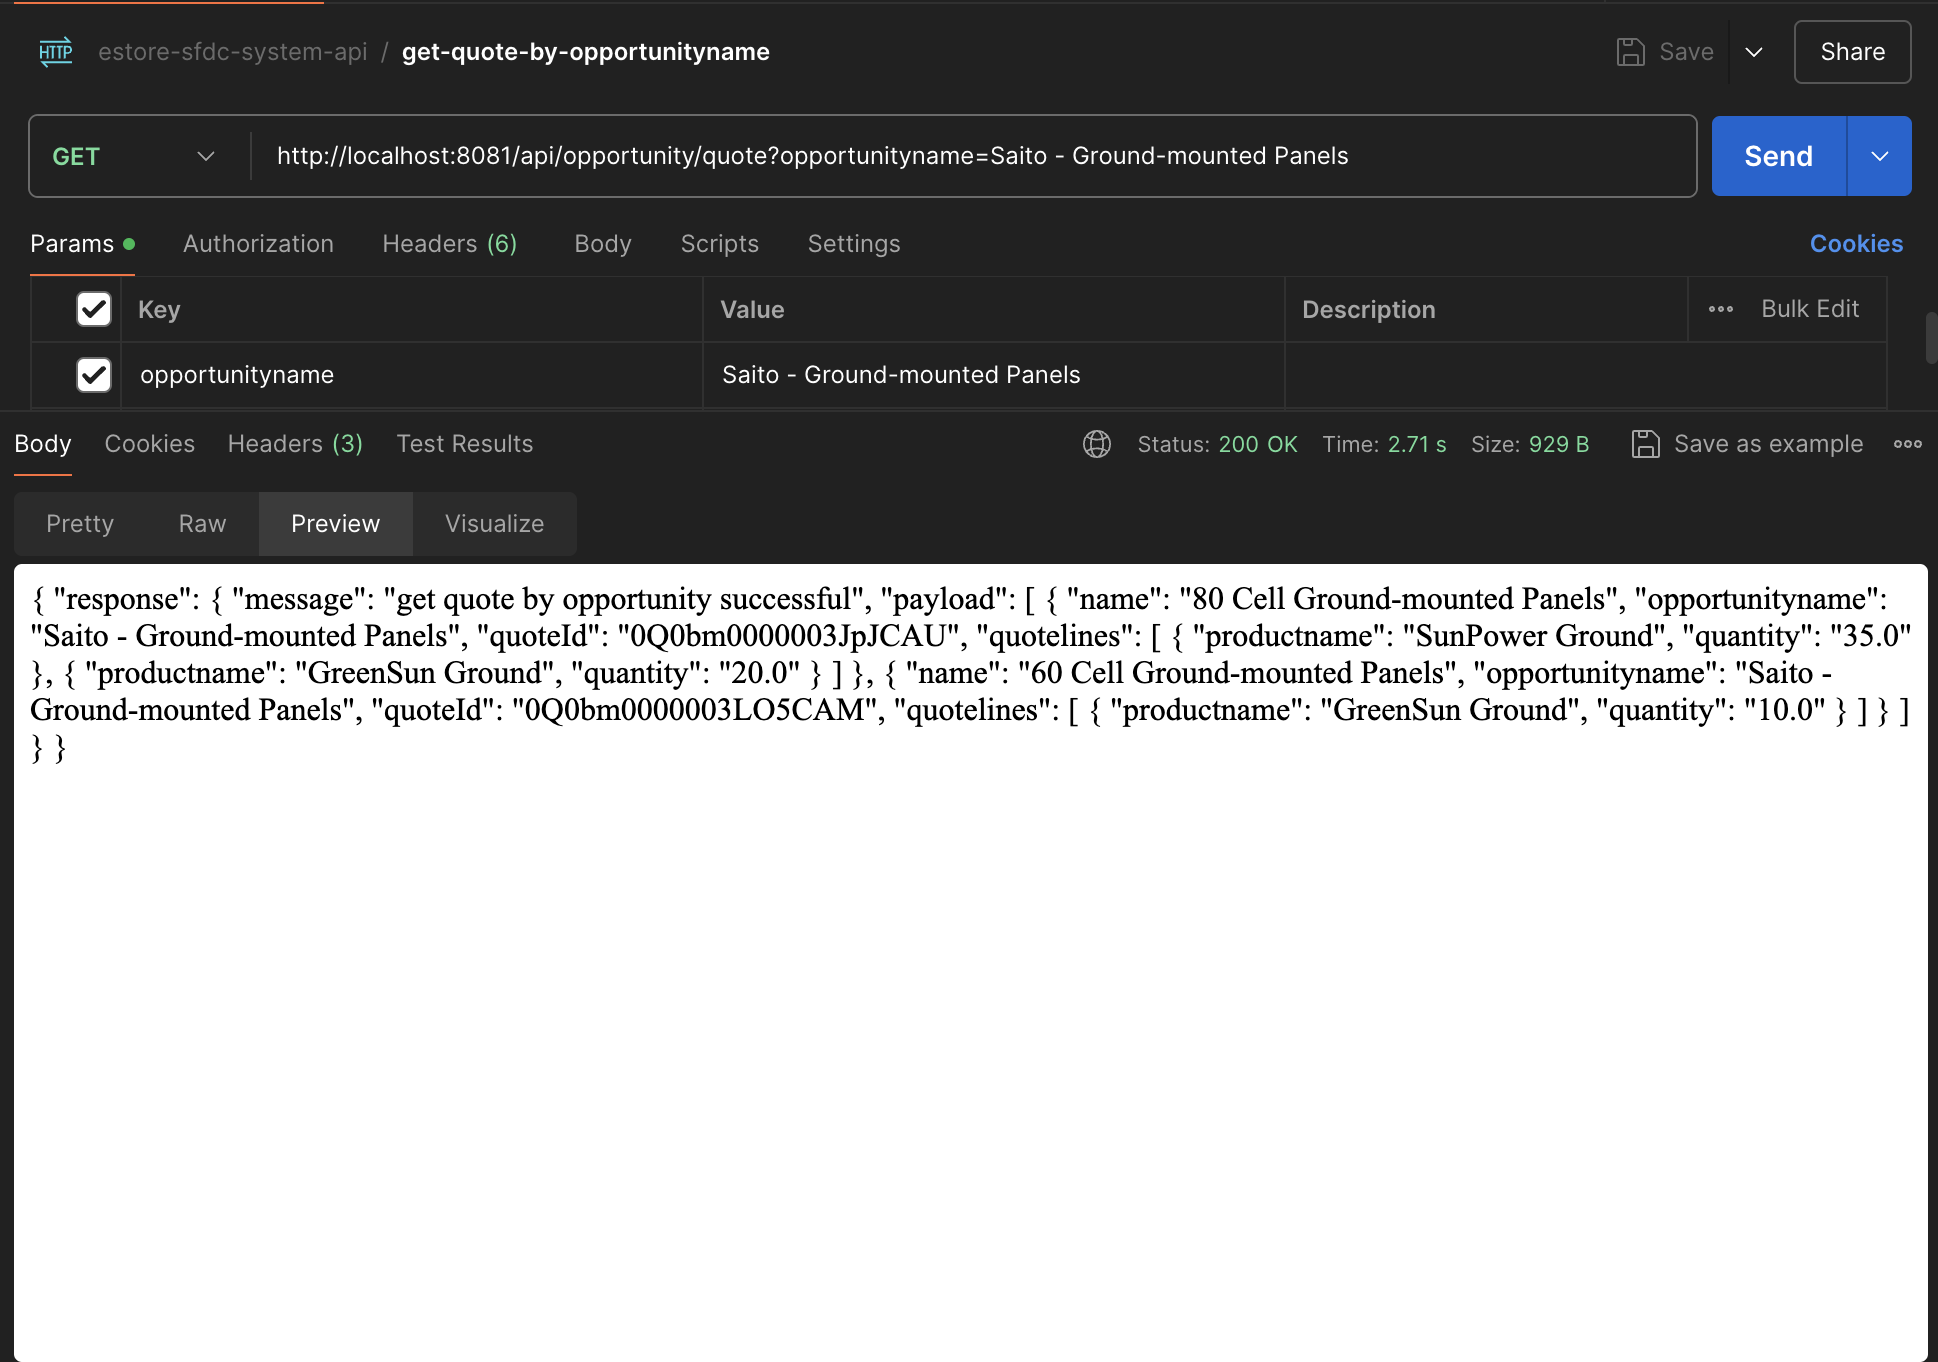 HTTP estore-sfdc-system-api / get-quote-by-opportunityname Save Share
GET http://localhost:8081/api/opportunity/quote?opportunityname=Saito - Ground-mounted Panels Send
Params Authorization Headers (6) Body Scripts Settings Cookies
Key Value Description Bulk Edit
opportunityname Saito - Ground-mounted Panels
Body Cookies Headers (3) Test Results Status: 200 OK Time: 2.71 s Size: 929 B Save as example
Pretty Raw Preview Visualize
{ "response": { "message": "get quote by opportunity successful", "payload": [ { "name": "80 Cell Ground-mounted Panels", "opportunityname":
"Saito - Ground-mounted Panels", "quoteId": "0Q0bm0000003JpJCAU", "quotelines": [ { "productname": "SunPower Ground", "quantity": "35.0"
}, { "productname": "GreenSun Ground", "quantity": "20.0" } ] }, { "name": "60 Cell Ground-mounted Panels", "opportunityname": "Saito -
Ground-mounted Panels", "quoteId": "0Q0bm0000003LO5CAM", "quotelines": [ { "productname": "GreenSun Ground", "quantity": "10.0" } ] } ]
} }